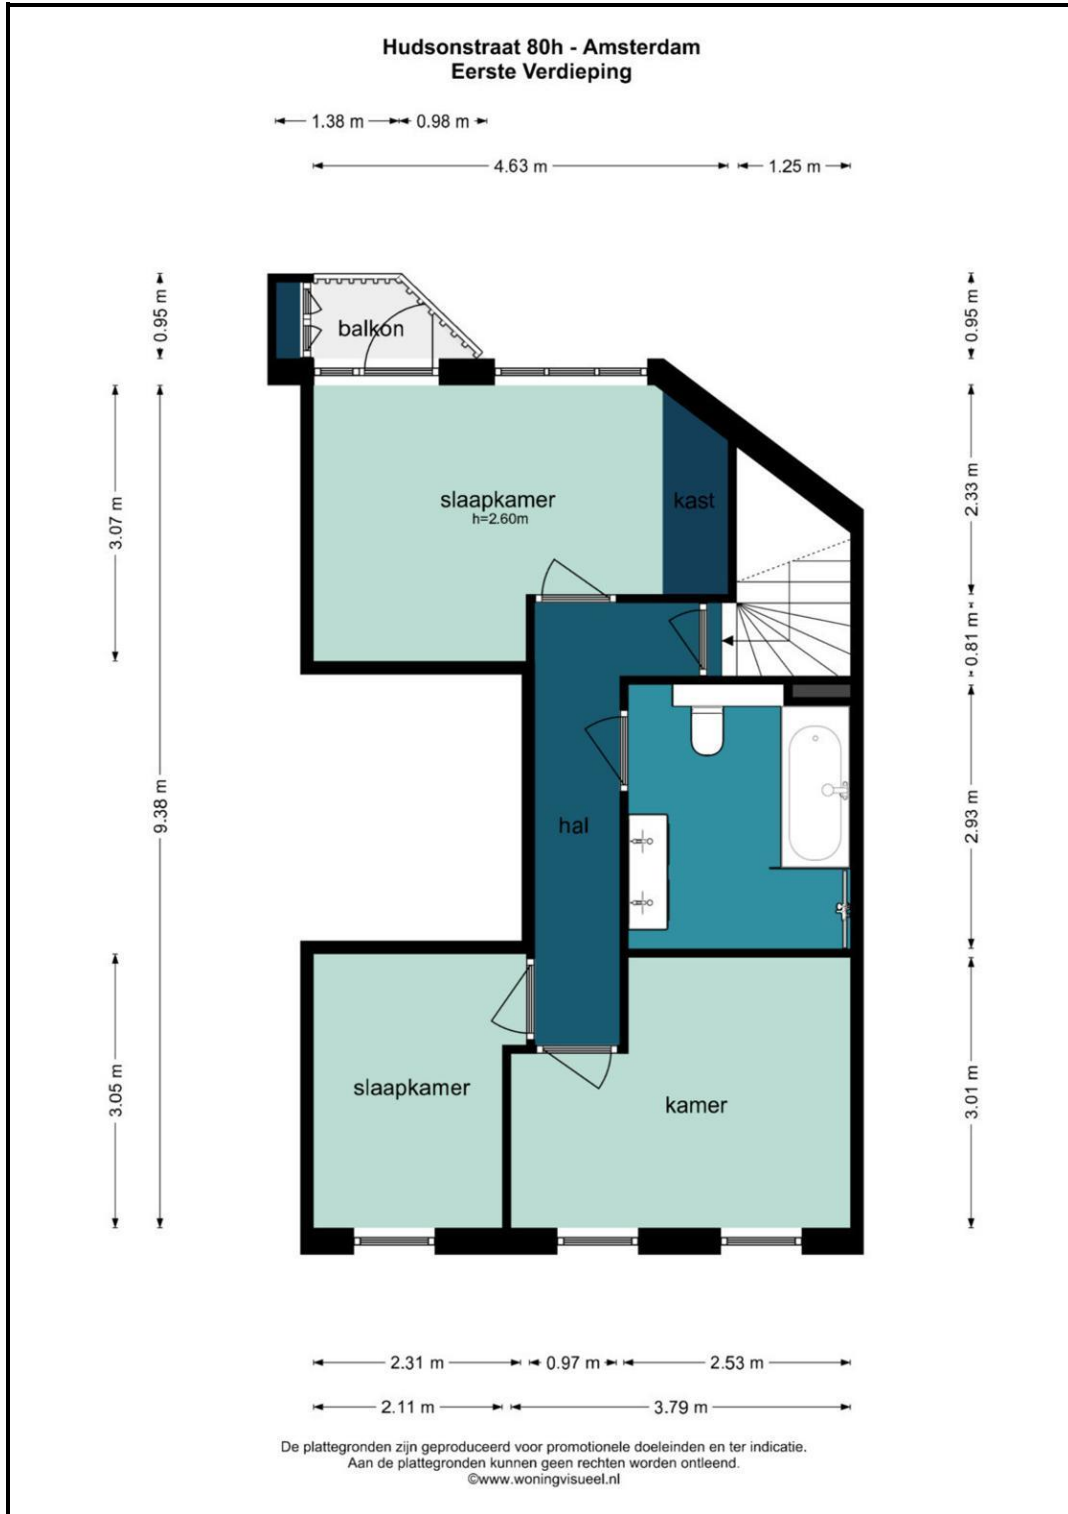 Hudsonstraat 80h - Amsterdam
Eerste Verdieping
1.38 m
0.98 m
4.63 m
1.25 m
0.95 m
0.95 m
balkon
3.07 m
2.33 m
slaapkamer
h=2.60m
kast
0.81 m
9.38 m
hal
2.93 m
3.05 m
slaapkamer
kamer
3.01 m
2.31 m
0.97 m
2.53 m
2.11 m
3.79 m
De plattegronden zijn geproduceerd voor promotionele doeleinden en ter indicatie.
Aan de plattegronden kunnen geen rechten worden ontleend.
©www.woningvisueel.nl